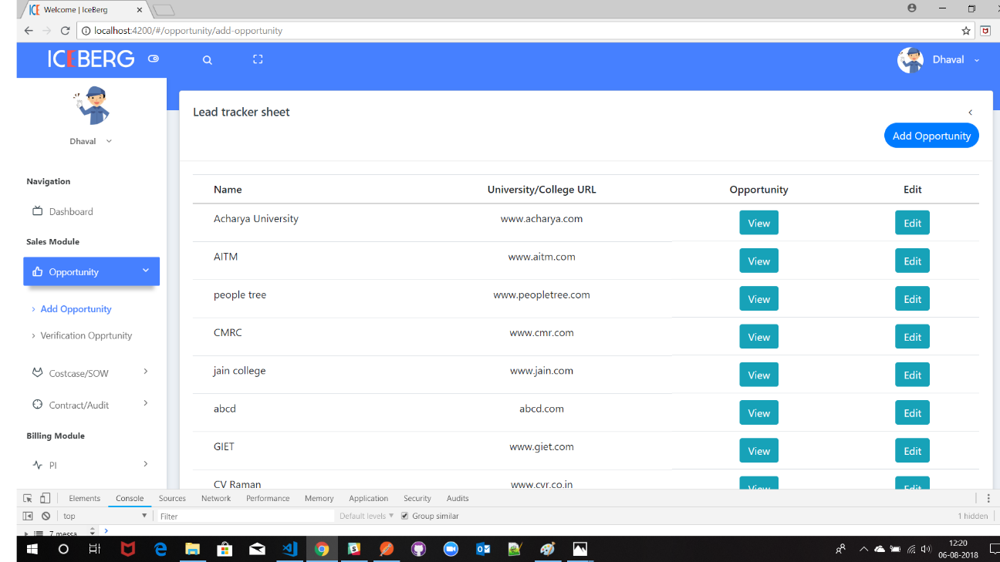 ICE Welcome | IceBerg
localhost:4200/#/opportunity/add-opportunity
ICEBERG
Dhaval
Dhaval
Navigation
Dashboard
Sales Module
Opportunity
Add Opportunity
Verification Opprtunity
Costcase/SOW
Contract/Audit
Billing Module
PI
Lead tracker sheet
Add Opportunity
Name University/College URL Opportunity Edit
Acharya University www.acharya.com View Edit
AITM www.aitm.com View Edit
people tree www.peopletree.com View Edit
CMRC www.cmr.com View Edit
jain college www.jain.com View Edit
abcd abcd.com View Edit
GIET www.giet.com View Edit
CV Raman www.cvr.co.in View Edit
Elements Console Sources Network Performance Memory Application Security Audits
top Filter Default levels Group similar 1 hidden
7 messa
12:20
06-08-2018